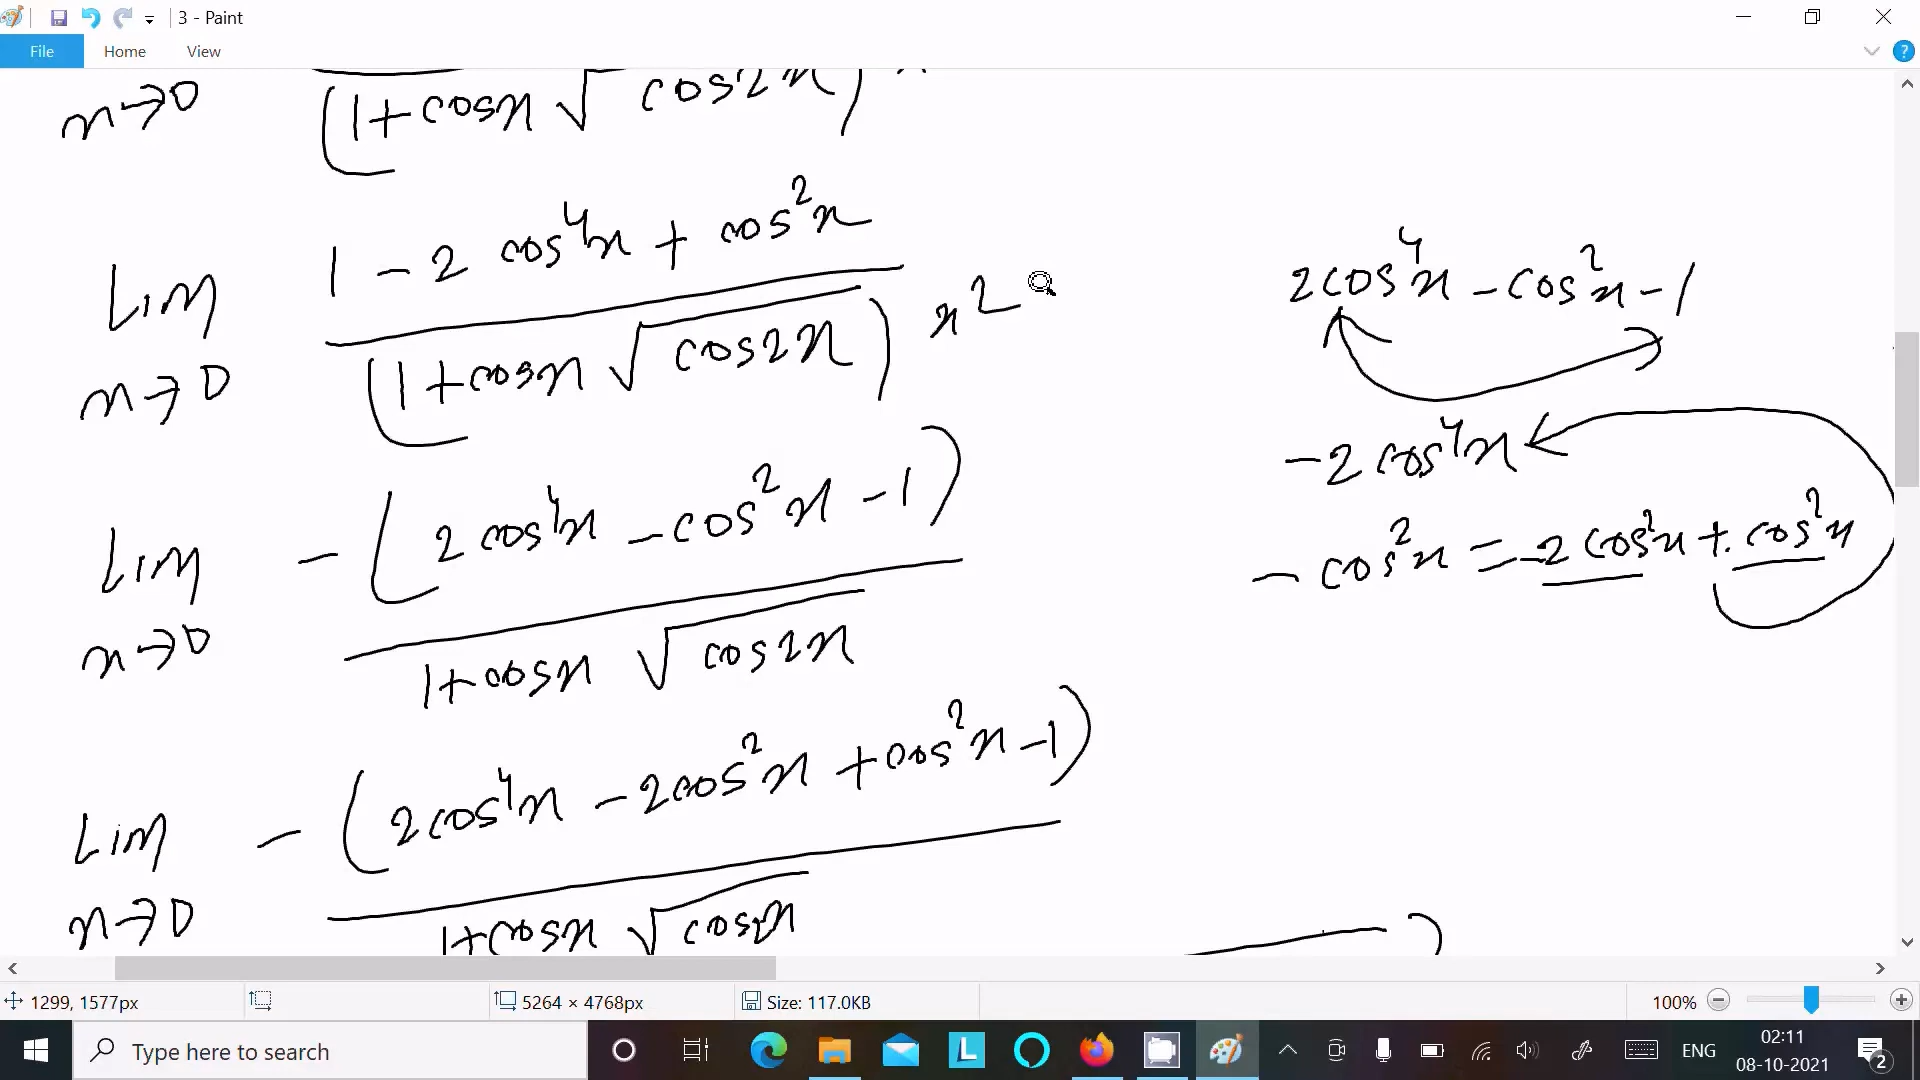 3 - Paint
File Home View
x→0 (1+cosx √cos2x)
Lim x→0 1 - 2 cos⁴x + cos²x
(1+cosx √cos2x) x²
Lim x→0 - (2 cos⁴x - cos²x - 1)
1+cosx √cos2x
Lim x→0 - (2cos⁴x - 2cos²x + cos²x - 1)
1+cosx √cos2x
2cos⁴x - cos²x - 1
-2 cos⁴x
- cos²x = -2 cos²x + cos²x
1299, 1577px
5264 × 4768px
Size: 117.0KB
100%
Type here to search
L
ENG
02:11
08-10-2021
2